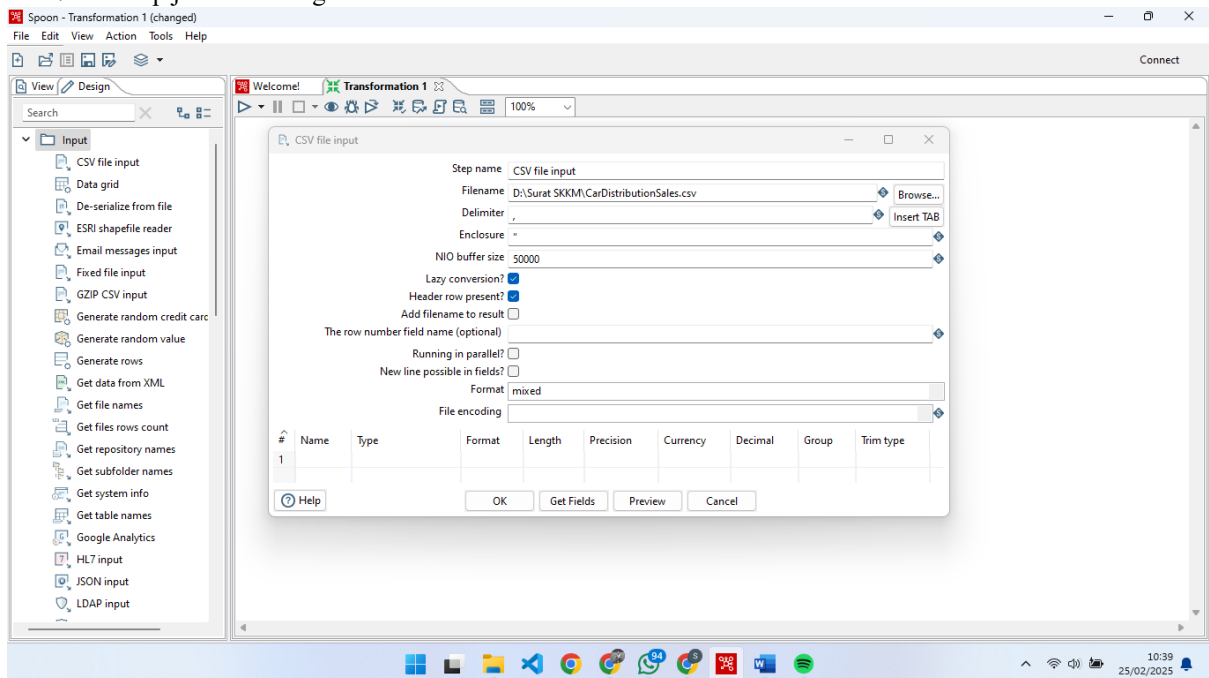 Spoon - Transformation 1 (changed)
File Edit View Action Tools Help
Connect
View Design
Welcome! Transformation 1
Search
100%
Input
CSV file input
Data grid
De-serialize from file
ESRI shapefile reader
Email messages input
Fixed file input
GZIP CSV input
Generate random credit card
Generate random value
Generate rows
Get data from XML
Get file names
Get files rows count
Get repository names
Get subfolder names
Get system info
Get table names
Google Analytics
HL7 input
JSON input
LDAP input
CSV file input
Step name CSV file input
Filename D:\Surat SKKM\CarDistributionSales.csv Browse...
Delimiter , Insert TAB
Enclosure "
NIO buffer size 50000
Lazy conversion?
Header row present?
Add filename to result
The row number field name (optional)
Running in parallel?
New line possible in fields?
Format mixed
File encoding
# Name Type Format Length Precision Currency Decimal Group Trim type
1
Help OK Get Fields Preview Cancel
94
10:39
25/02/2025